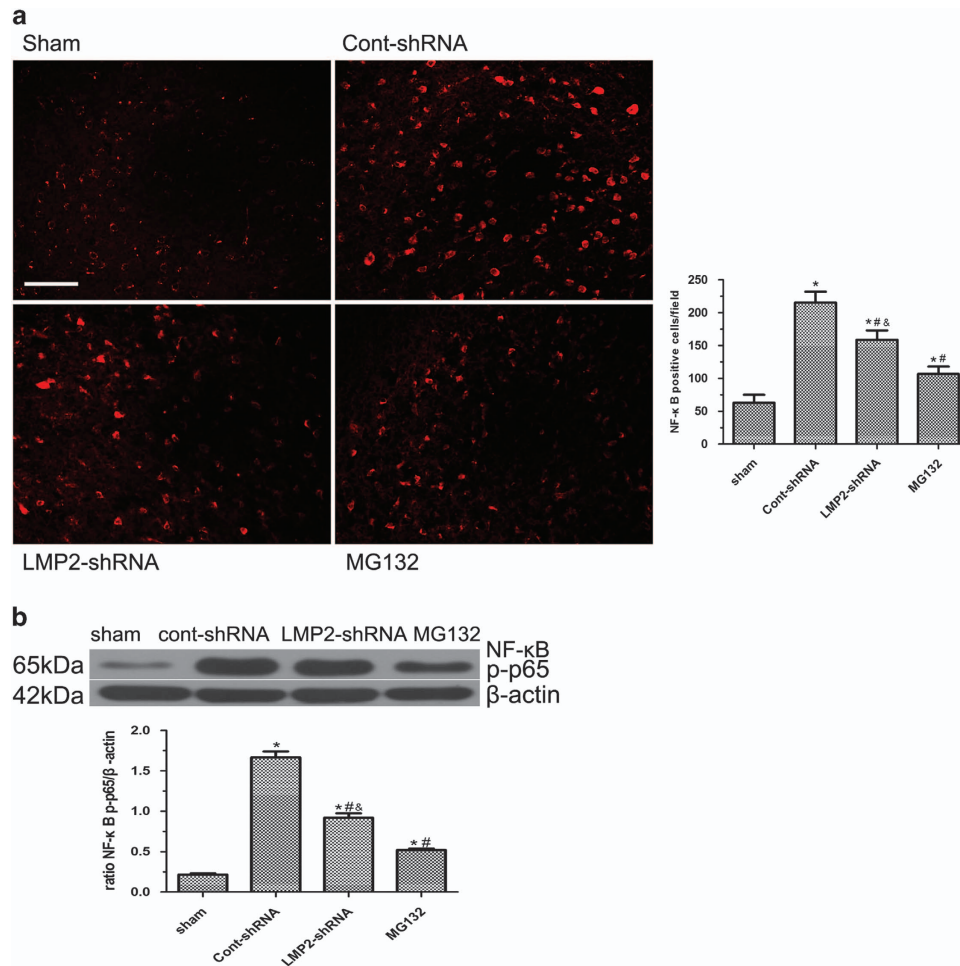 a
Sham Cont-shRNA
LMP2-shRNA MG132
NF-κ B positive cells/field
250
200
150
100
50
0
*
*#&
*#
sham
Cont-shRNA
LMP2-shRNA
MG132
b
sham cont-shRNA LMP2-shRNA MG132
65kDa NF-κB
p-p65
42kDa β-actin
ratio NF-κ B p-p65/β -actin
2.0
1.5
1.0
0.5
0.0
*
*#&
*#
sham
Cont-shRNA
LMP2-shRNA
MG132